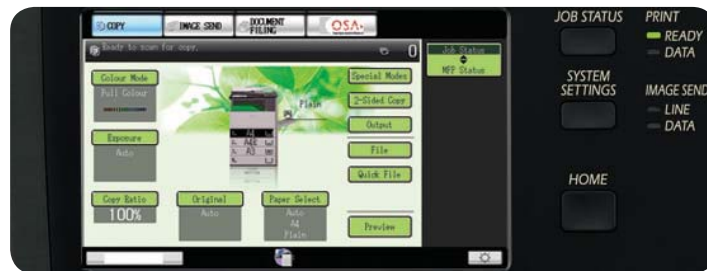 COPY
IMAGE SEND
DOCUMENT
FILING
OSA
Ready to scan for copy.
0
Job Status
MFP Status
Colour Mode
Full Colour
Exposure
Auto
Copy Ratio
100%
Original
Auto
Paper Select
Auto
A4
Plain
Plain
A4
A4R
A3
Special Modes
2-Sided Copy
Output
File
Quick File
Preview
JOB STATUS
SYSTEM
SETTINGS
HOME
PRINT
READY
DATA
IMAGE SEND
LINE
DATA